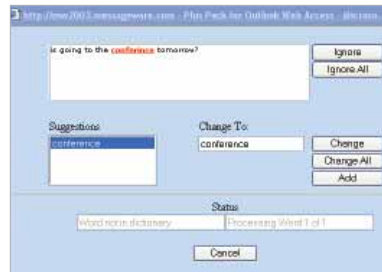 http://owa2003.messageware.com - Plus Pack for Outlook Web Access - Micros
is going to the conference tomorrow?
Ignore
Ignore All
Suggestions
Change To:
conference
conference
Change
Change All
Add
Status
Word not in dictionary
Processing Word 1 of 1
Cancel